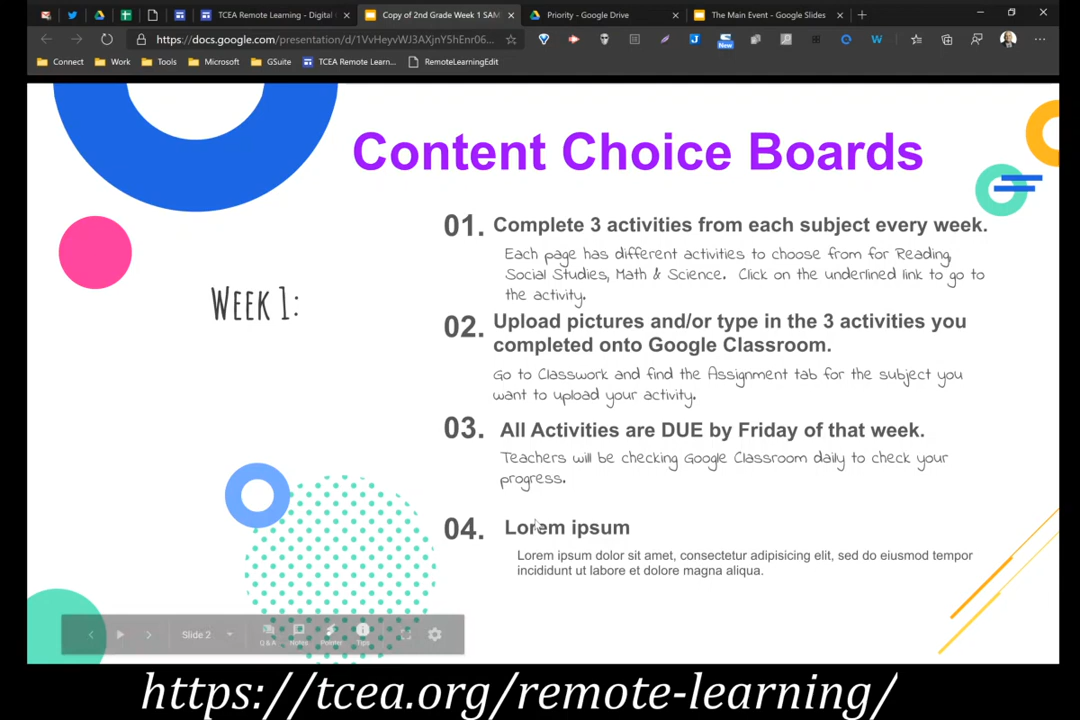 TCEA Remote Learning - Digital
Copy of 2nd Grade Week 1 SAM
Priority - Google Drive
The Main Event - Google Slides
https://docs.google.com/presentation/d/1VvHeyvWJ3AXjnY5hEnr06...
New
Connect
Work
Tools
Microsoft
GSuite
TCEA Remote Learn...
RemoteLearningEdit
Content Choice Boards
Week 1:
01. Complete 3 activities from each subject every week.
Each page has different activities to choose from for Reading,
Social Studies, Math & Science. Click on the underlined link to go to
the activity.
02. Upload pictures and/or type in the 3 activities you
completed onto Google Classroom.
Go to Classwork and find the Assignment tab for the subject you
want to upload your activity.
03. All Activities are DUE by Friday of that week.
Teachers will be checking Google Classroom daily to check your
progress.
04. Lorem ipsum
Lorem ipsum dolor sit amet, consectetur adipisicing elit, sed do eiusmod tempor
incididunt ut labore et dolore magna aliqua.
Slide 2
Q&A
Notes
Pointer
Tips
https://tcea.org/remote-learning/